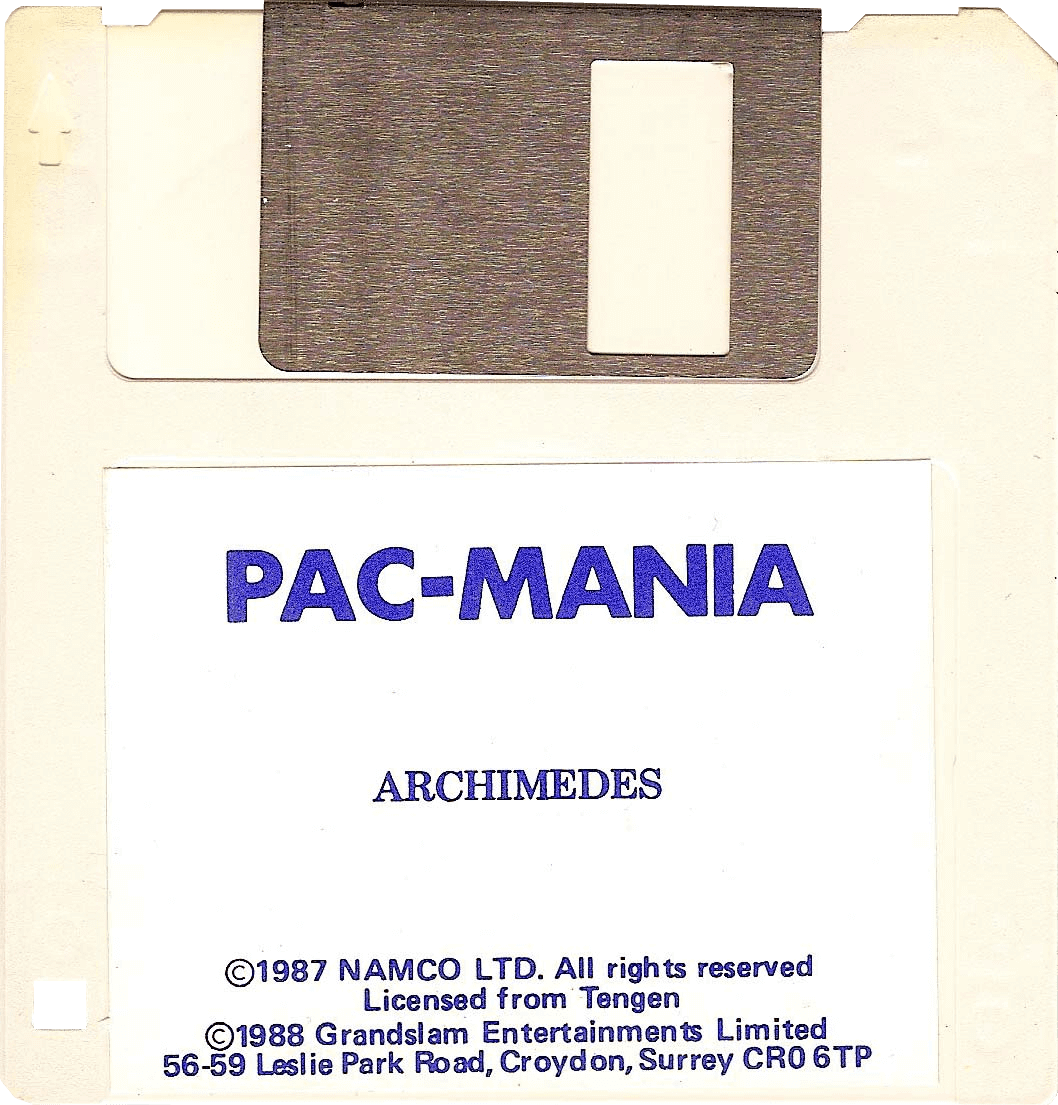 PAC-MANIA
ARCHIMEDES
©1987 NAMCO LTD. All rights reserved
Licensed from Tengen
©1988 Grandslam Entertainments Limited
56-59 Leslie Park Road, Croydon, Surrey CR0 6TP